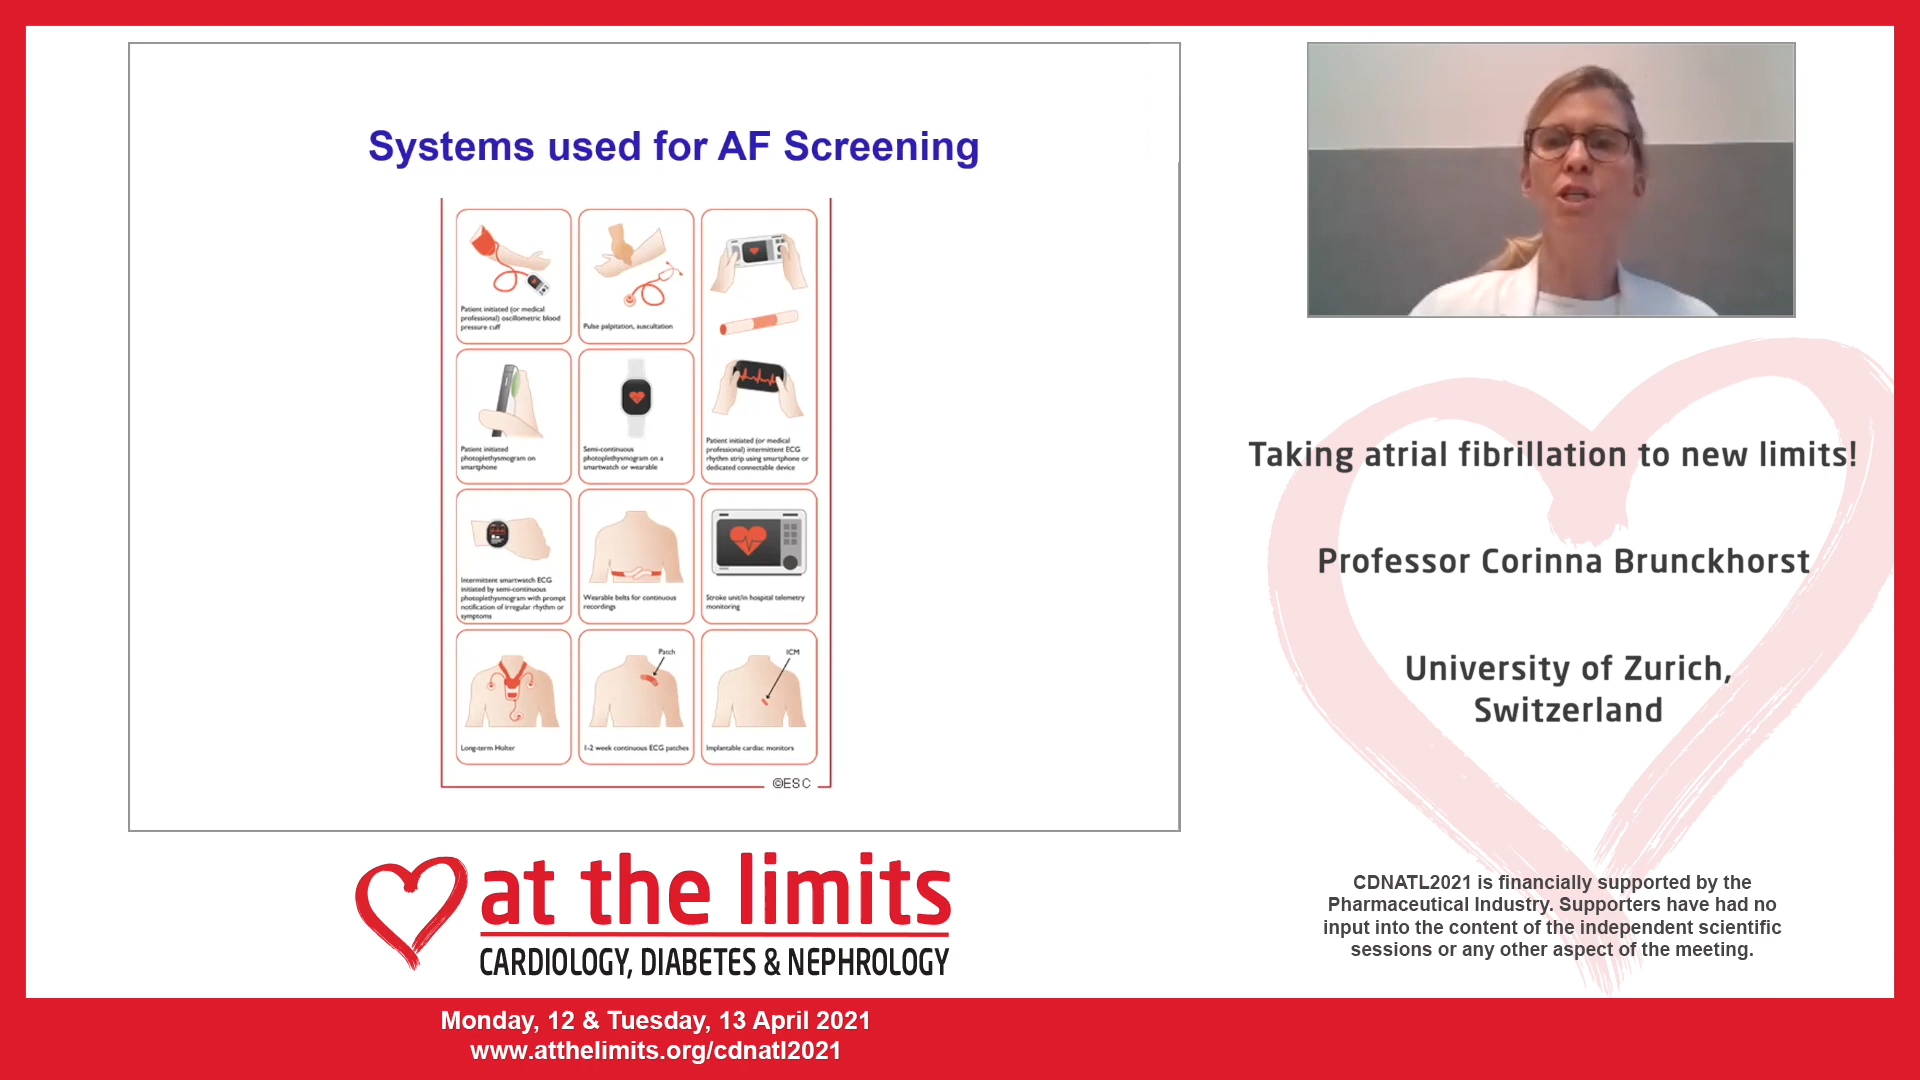 Systems used for AF Screening
Patient initiated (or medical
professional) oscillometric blood
pressure cuff
Pulse palpitation, auscultation
Patient initiated
photoplethysmogram on
smartphone
Semi-continuous
photoplethysmogram on a
smartwatch or wearable
Patient initiated (or medical
professional) intermittent ECG
rhythm strip using smartphone or
dedicated connectable device
Intermittent smartwatch ECG
initiated by semi-continuous
photoplethysmogram with prompt
notification of irregular rhythm or
symptoms
Wearable belts for continuous
recordings
Stroke unit/in hospital telemetry
monitoring
Long-term Holter
Patch
1-2 week continuous ECG patches
ICM
Implantable cardiac monitors
©ESC
Taking atrial fibrillation to new limits!
Professor Corinna Brunckhorst
University of Zurich,
Switzerland
CDNATL2021 is financially supported by the
Pharmaceutical Industry. Supporters have had no
input into the content of the independent scientific
sessions or any other aspect of the meeting.
at the limits
CARDIOLOGY, DIABETES & NEPHROLOGY
Monday, 12 & Tuesday, 13 April 2021
www.atthelimits.org/cdnatl2021